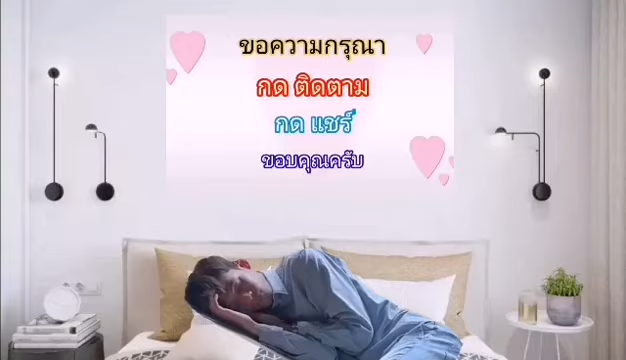 ขอความกรุณา
กด ติดตาม
กด แชร์
ขอบคุณครับ